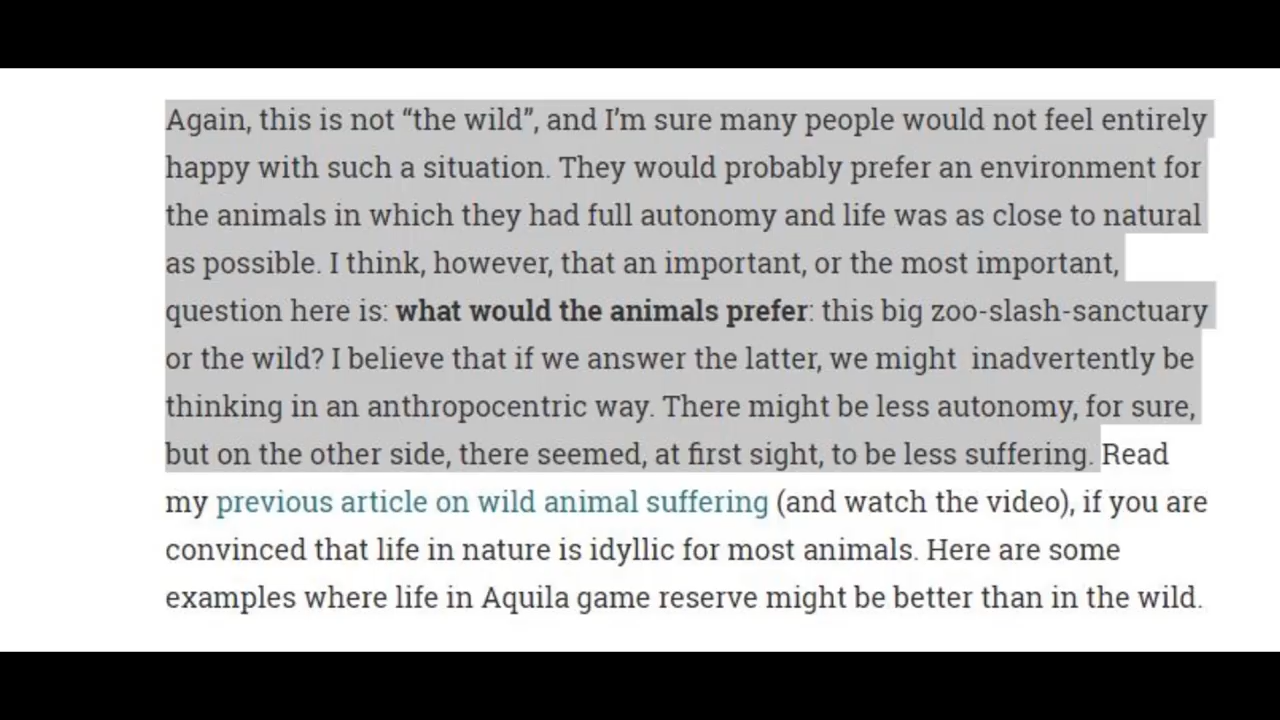 Again, this is not “the wild”, and I’m sure many people would not feel entirely
happy with such a situation. They would probably prefer an environment for
the animals in which they had full autonomy and life was as close to natural
as possible. I think, however, that an important, or the most important,
question here is: what would the animals prefer: this big zoo-slash-sanctuary
or the wild? I believe that if we answer the latter, we might  inadvertently be
thinking in an anthropocentric way. There might be less autonomy, for sure,
but on the other side, there seemed, at first sight, to be less suffering. Read
my previous article on wild animal suffering (and watch the video), if you are
convinced that life in nature is idyllic for most animals. Here are some
examples where life in Aquila game reserve might be better than in the wild.